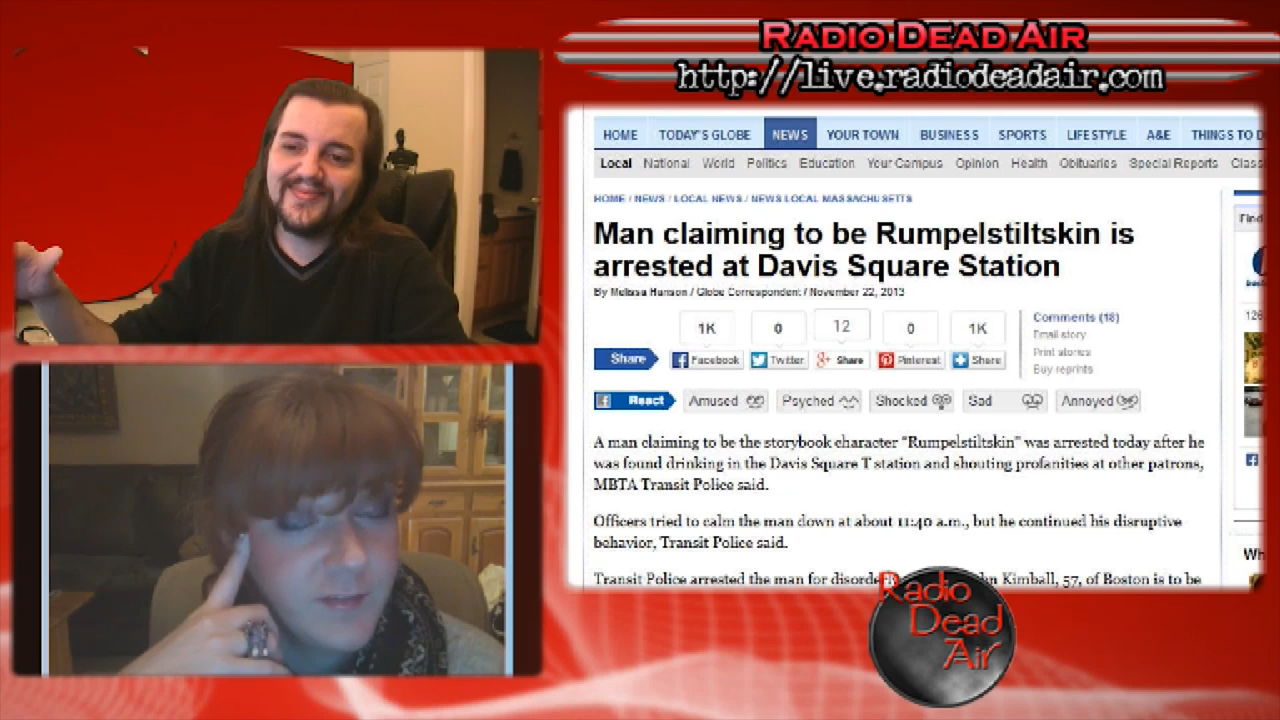 Radio Dead Air
http://live.radiodeadair.com
HOME TODAY'S GLOBE NEWS YOUR TOWN BUSINESS SPORTS LIFESTYLE A&E THINGS TO D
Local National World Politics Education Your Campus Opinion Health Obituaries Special Reports Class
HOME / NEWS / LOCAL NEWS / NEWS LOCAL MASSACHUSETTS
Find
Man claiming to be Rumpelstiltskin is
arrested at Davis Square Station
By Melissa Hanson / Globe Correspondent / November 22, 2013
1K 0 12 0 1K
Share Facebook Twitter Share Pinterest Share
Comments (18)
Email story
Print stories
Buy reprints
React Amused Psyched Shocked Sad Annoyed
A man claiming to be the storybook character "Rumpelstiltskin" was arrested today after he
was found drinking in the Davis Square T station and shouting profanities at other patrons,
MBTA Transit Police said.
Officers tried to calm the man down at about 11:40 a.m., but he continued his disruptive
behavior, Transit Police said.
Wh
Transit Police arrested the man for disorde hn Kimball, 57, of Boston is to be
Radio
Dead
Air